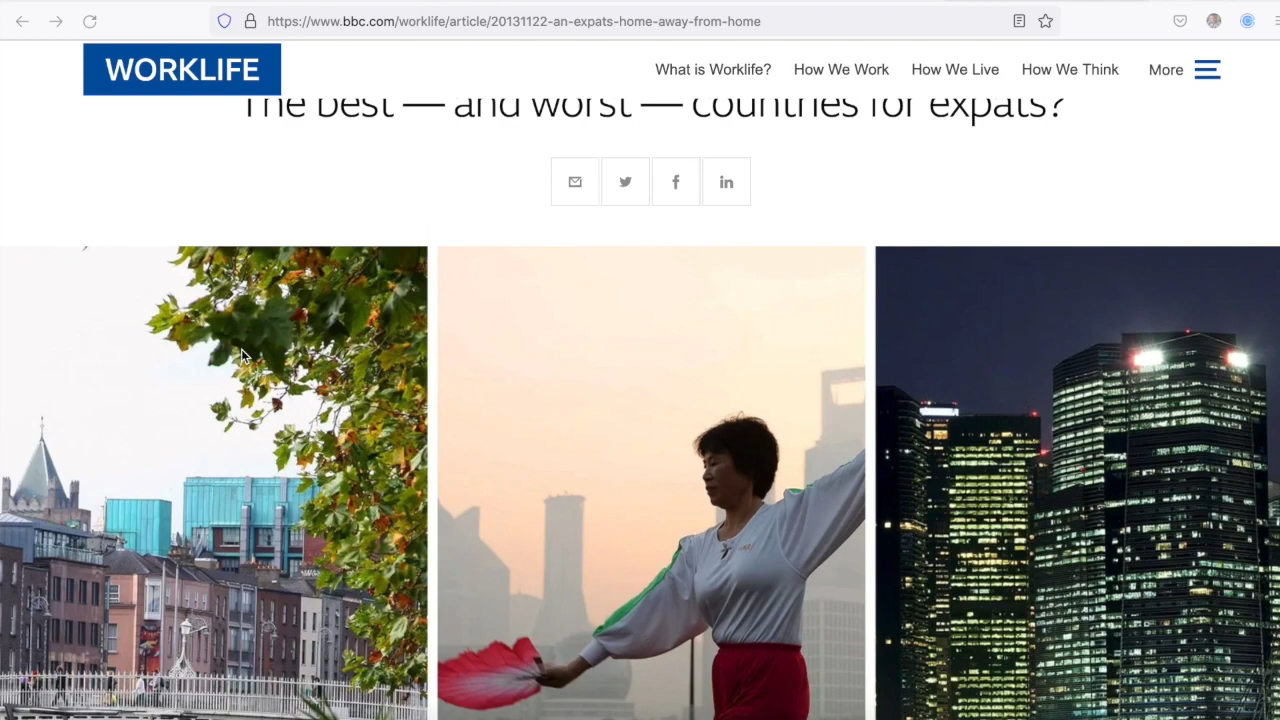 https://www.bbc.com/worklife/article/20131122-an-expats-home-away-from-home
WORKLIFE
What is Worklife?
How We Work
How We Live
How We Think
More
The best — and worst — countries for expats?